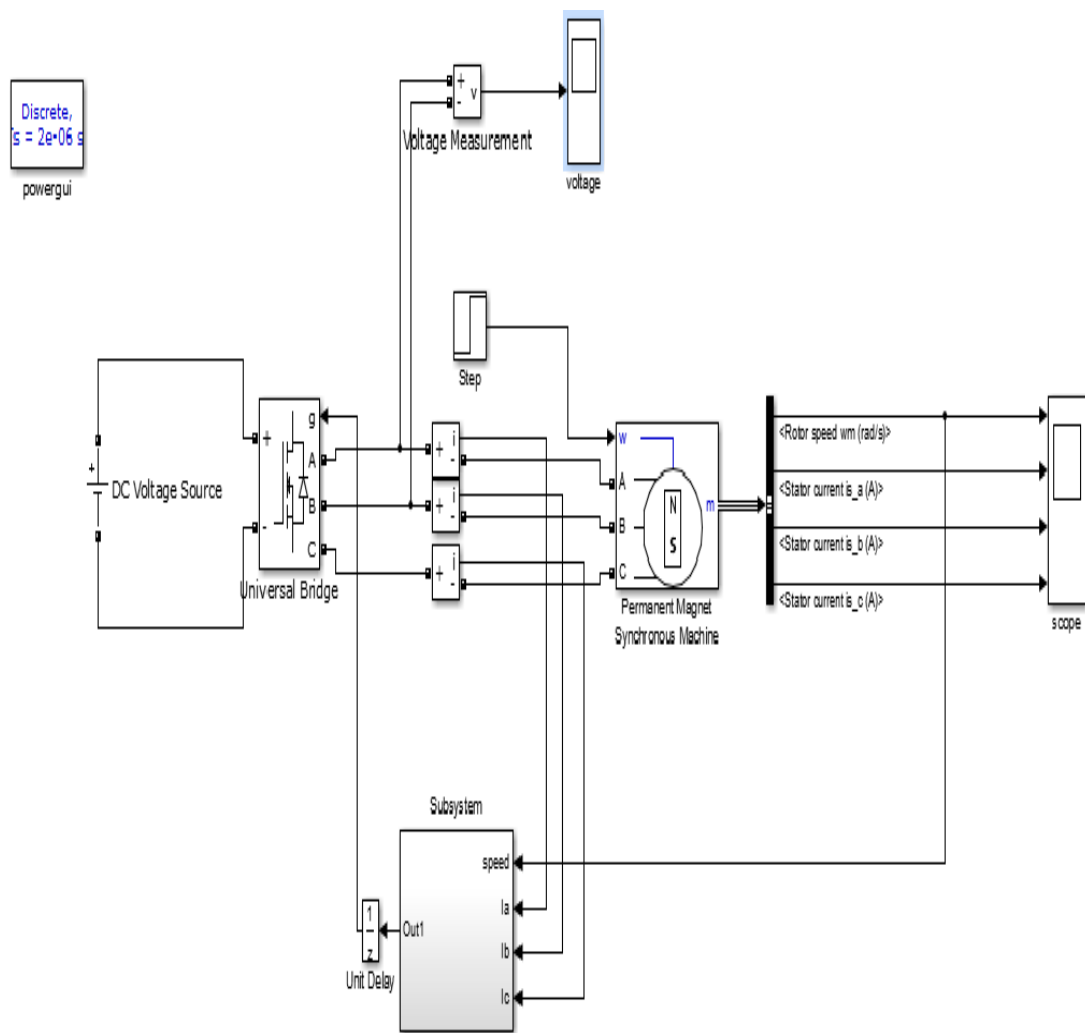 Discrete,
Ts = 2e-06 s
powergui
+
-
v
Voltage Measurement
voltage
Step
+
DC Voltage Source
+
-
g
A
B
C
Universal Bridge
+
i
-
+
i
-
+
i
-
w
A
B
C
N
S
m
Permanent Magnet
Synchronous Machine
<Rotor speed wm (rad/s)>
<Stator current is_a (A)>
<Stator current is_b (A)>
<Stator current is_c (A)>
scope
Subsystem
speed
Ia
Ib
Ic
Out1
1
z
Unit Delay